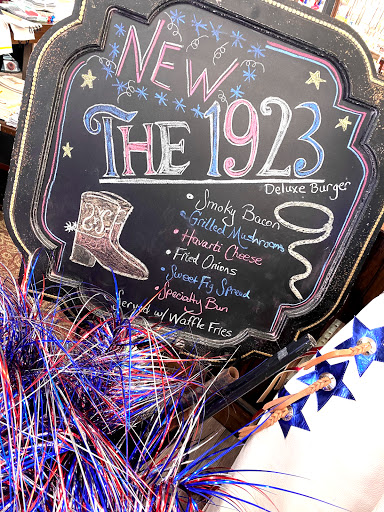 NEW
THE 1923
Deluxe Burger
• Smoky Bacon
• Grilled Mushrooms
• Havarti Cheese
• Fried Onions
• Sweet Fig Spread
• Specialty Bun
Served w/ Waffle Fries